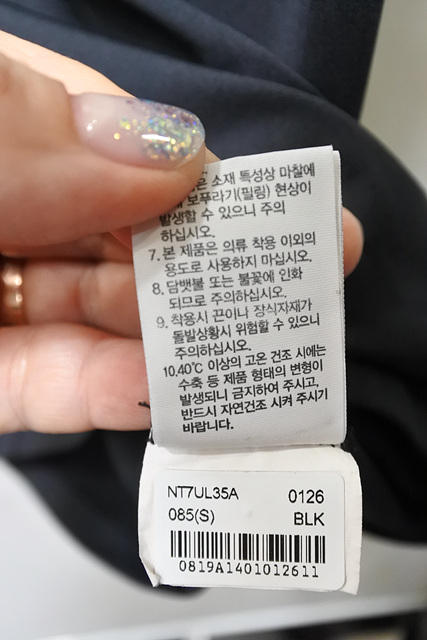 은 소재 특성상 마찰에
보푸라기(필링) 현상이
발생할 수 있으니 주의
하십시오.
7. 본 제품은 의류 착용 이외의
용도로 사용하지 마십시오.
8. 담뱃불 또는 불꽃에 인화
되므로 주의하십시오.
9. 착용시 끈이나 장식자재가
돌발상황시 위험할 수 있으니
주의하십시오.
10.40℃ 이상의 고온 건조 시에는
수축 등 제품 형태의 변형이
발생되니 금지하여 주시고,
반드시 자연건조 시켜 주시기
바랍니다.
NT7UL35A 0126
085(S) BLK
0819A1401012611